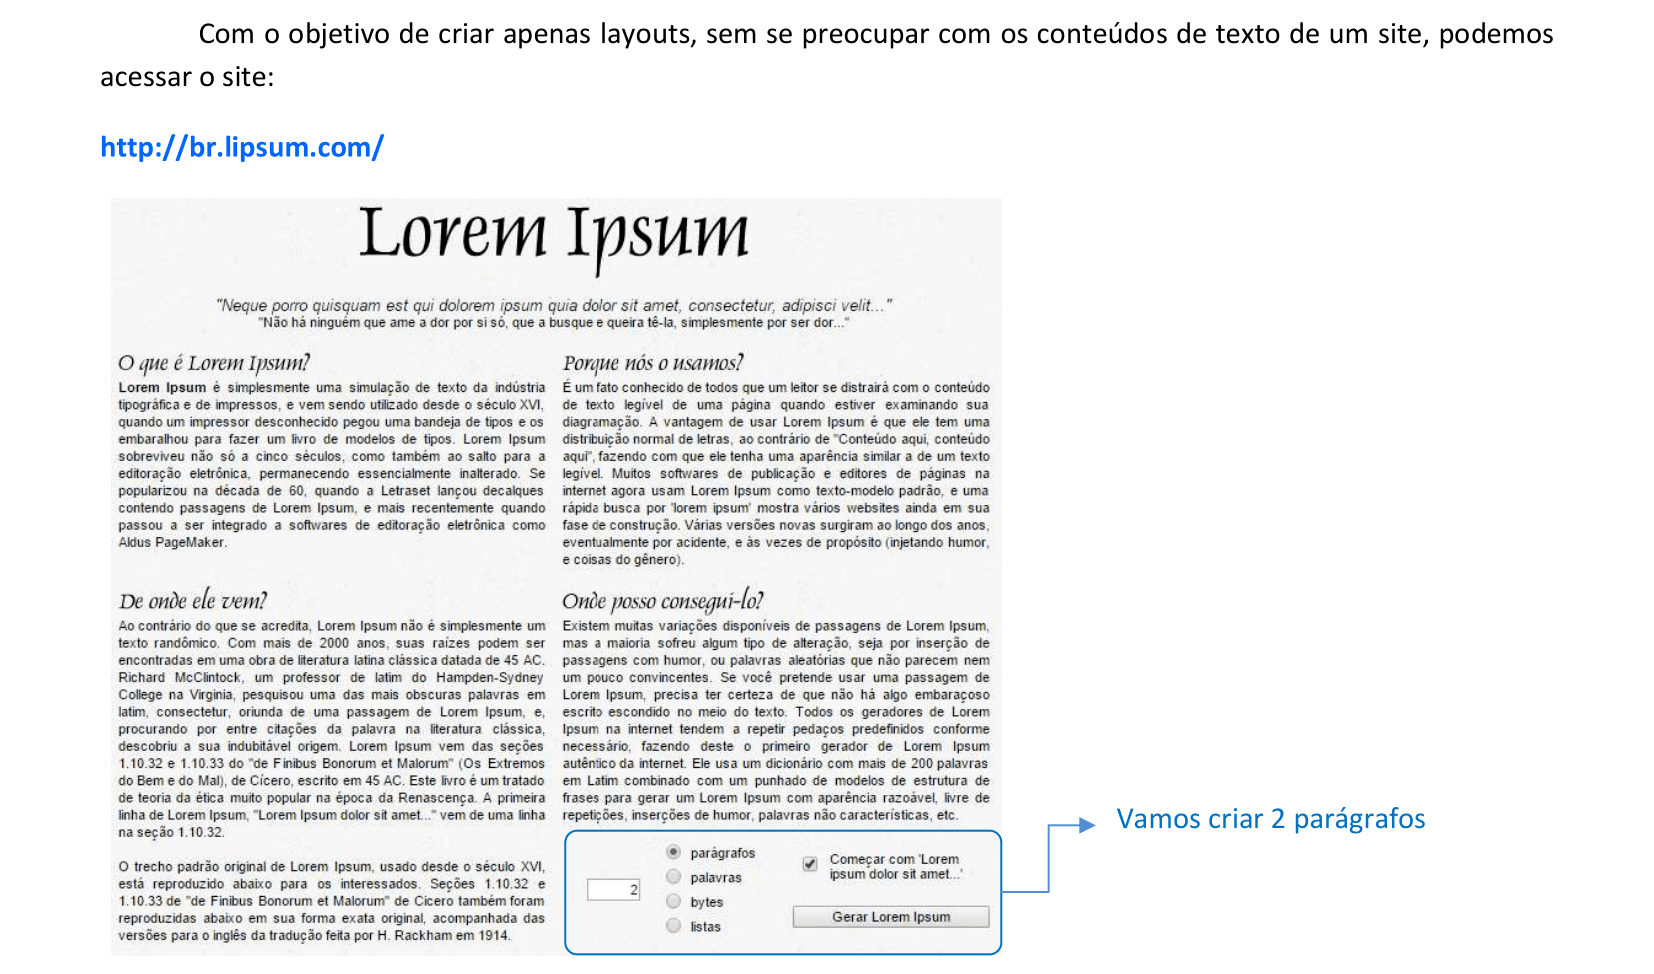 Com o objetivo de criar apenas layouts, sem se preocupar com os conteúdos de texto de um site, podemos
acessar o site:
http://br.lipsum.com/
Lorem Ipsum
"Neque porro quisquam est qui dolorem ipsum quia dolor sit amet, consectetur, adipisci velit..."
"Não há ninguém que ame a dor por si só, que a busque e queira tê-la, simplesmente por ser dor..."
O que é Lorem Ipsum?
Lorem Ipsum é simplesmente uma simulação de texto da indústria
tipográfica e de impressos, e vem sendo utilizado desde o século XVI,
quando um impressor desconhecido pegou uma bandeja de tipos e os
embaralhou para fazer um livro de modelos de tipos. Lorem Ipsum
sobreviveu não só a cinco séculos, como também ao salto para a
editoração eletrônica, permanecendo essencialmente inalterado. Se
popularizou na década de 60, quando a Letraset lançou decalques
contendo passagens de Lorem Ipsum, e mais recentemente quando
passou a ser integrado a softwares de editoração eletrônica como
Aldus PageMaker.
Porque nós o usamos?
É um fato conhecido de todos que um leitor se distrairá com o conteúdo
de texto legível de uma página quando estiver examinando sua
diagramação. A vantagem de usar Lorem Ipsum é que ele tem uma
distribuição normal de letras, ao contrário de "Conteúdo aqui, conteúdo
aqui", fazendo com que ele tenha uma aparência similar a de um texto
legível. Muitos softwares de publicação e editores de páginas na
internet agora usam Lorem Ipsum como texto-modelo padrão, e uma
rápida busca por 'lorem ipsum' mostra vários websites ainda em sua
fase de construção. Várias versões novas surgiram ao longo dos anos,
eventualmente por acidente, e às vezes de propósito (injetando humor,
e coisas do gênero).
De onde ele vem?
Ao contrário do que se acredita, Lorem Ipsum não é simplesmente um
texto randômico. Com mais de 2000 anos, suas raízes podem ser
encontradas em uma obra de literatura latina clássica datada de 45 AC.
Richard McClintock, um professor de latim do Hampden-Sydney
College na Virginia, pesquisou uma das mais obscuras palavras em
latim, consectetur, oriunda de uma passagem de Lorem Ipsum, e,
procurando por entre citações da palavra na literatura clássica,
descobriu a sua indubitável origem. Lorem Ipsum vem das seções
1.10.32 e 1.10.33 do "de Finibus Bonorum et Malorum" (Os Extremos
do Bem e do Mal), de Cícero, escrito em 45 AC. Este livro é um tratado
de teoria da ética muito popular na época da Renascença. A primeira
linha de Lorem Ipsum, "Lorem Ipsum dolor sit amet..." vem de uma linha
na seção 1.10.32.
O trecho padrão original de Lorem Ipsum, usado desde o século XVI,
está reproduzido abaixo para os interessados. Seções 1.10.32 e
1.10.33 de "de Finibus Bonorum et Malorum" de Cicero também foram
reproduzidas abaixo em sua forma exata original, acompanhada das
versões para o inglês da tradução feita por H. Rackham em 1914.
Onde posso conseguí-lo?
Existem muitas variações disponíveis de passagens de Lorem Ipsum,
mas a maioria sofreu algum tipo de alteração, seja por inserção de
passagens com humor, ou palavras aleatórias que não parecem nem
um pouco convincentes. Se você pretende usar uma passagem de
Lorem Ipsum, precisa ter certeza de que não há algo embaraçoso
escrito escondido no meio do texto. Todos os geradores de Lorem
Ipsum na internet tendem a repetir pedaços predefinidos conforme
necessário, fazendo deste o primeiro gerador de Lorem Ipsum
autêntico da internet. Ele usa um dicionário com mais de 200 palavras
em Latim combinado com um punhado de modelos de estrutura de
frases para gerar um Lorem Ipsum com aparência razoável, livre de
repetições, inserções de humor, palavras não características, etc.
2
parágrafos
palavras
bytes
listas
Começar com 'Lorem
ipsum dolor sit amet...'
Gerar Lorem Ipsum
Vamos criar 2 parágrafos